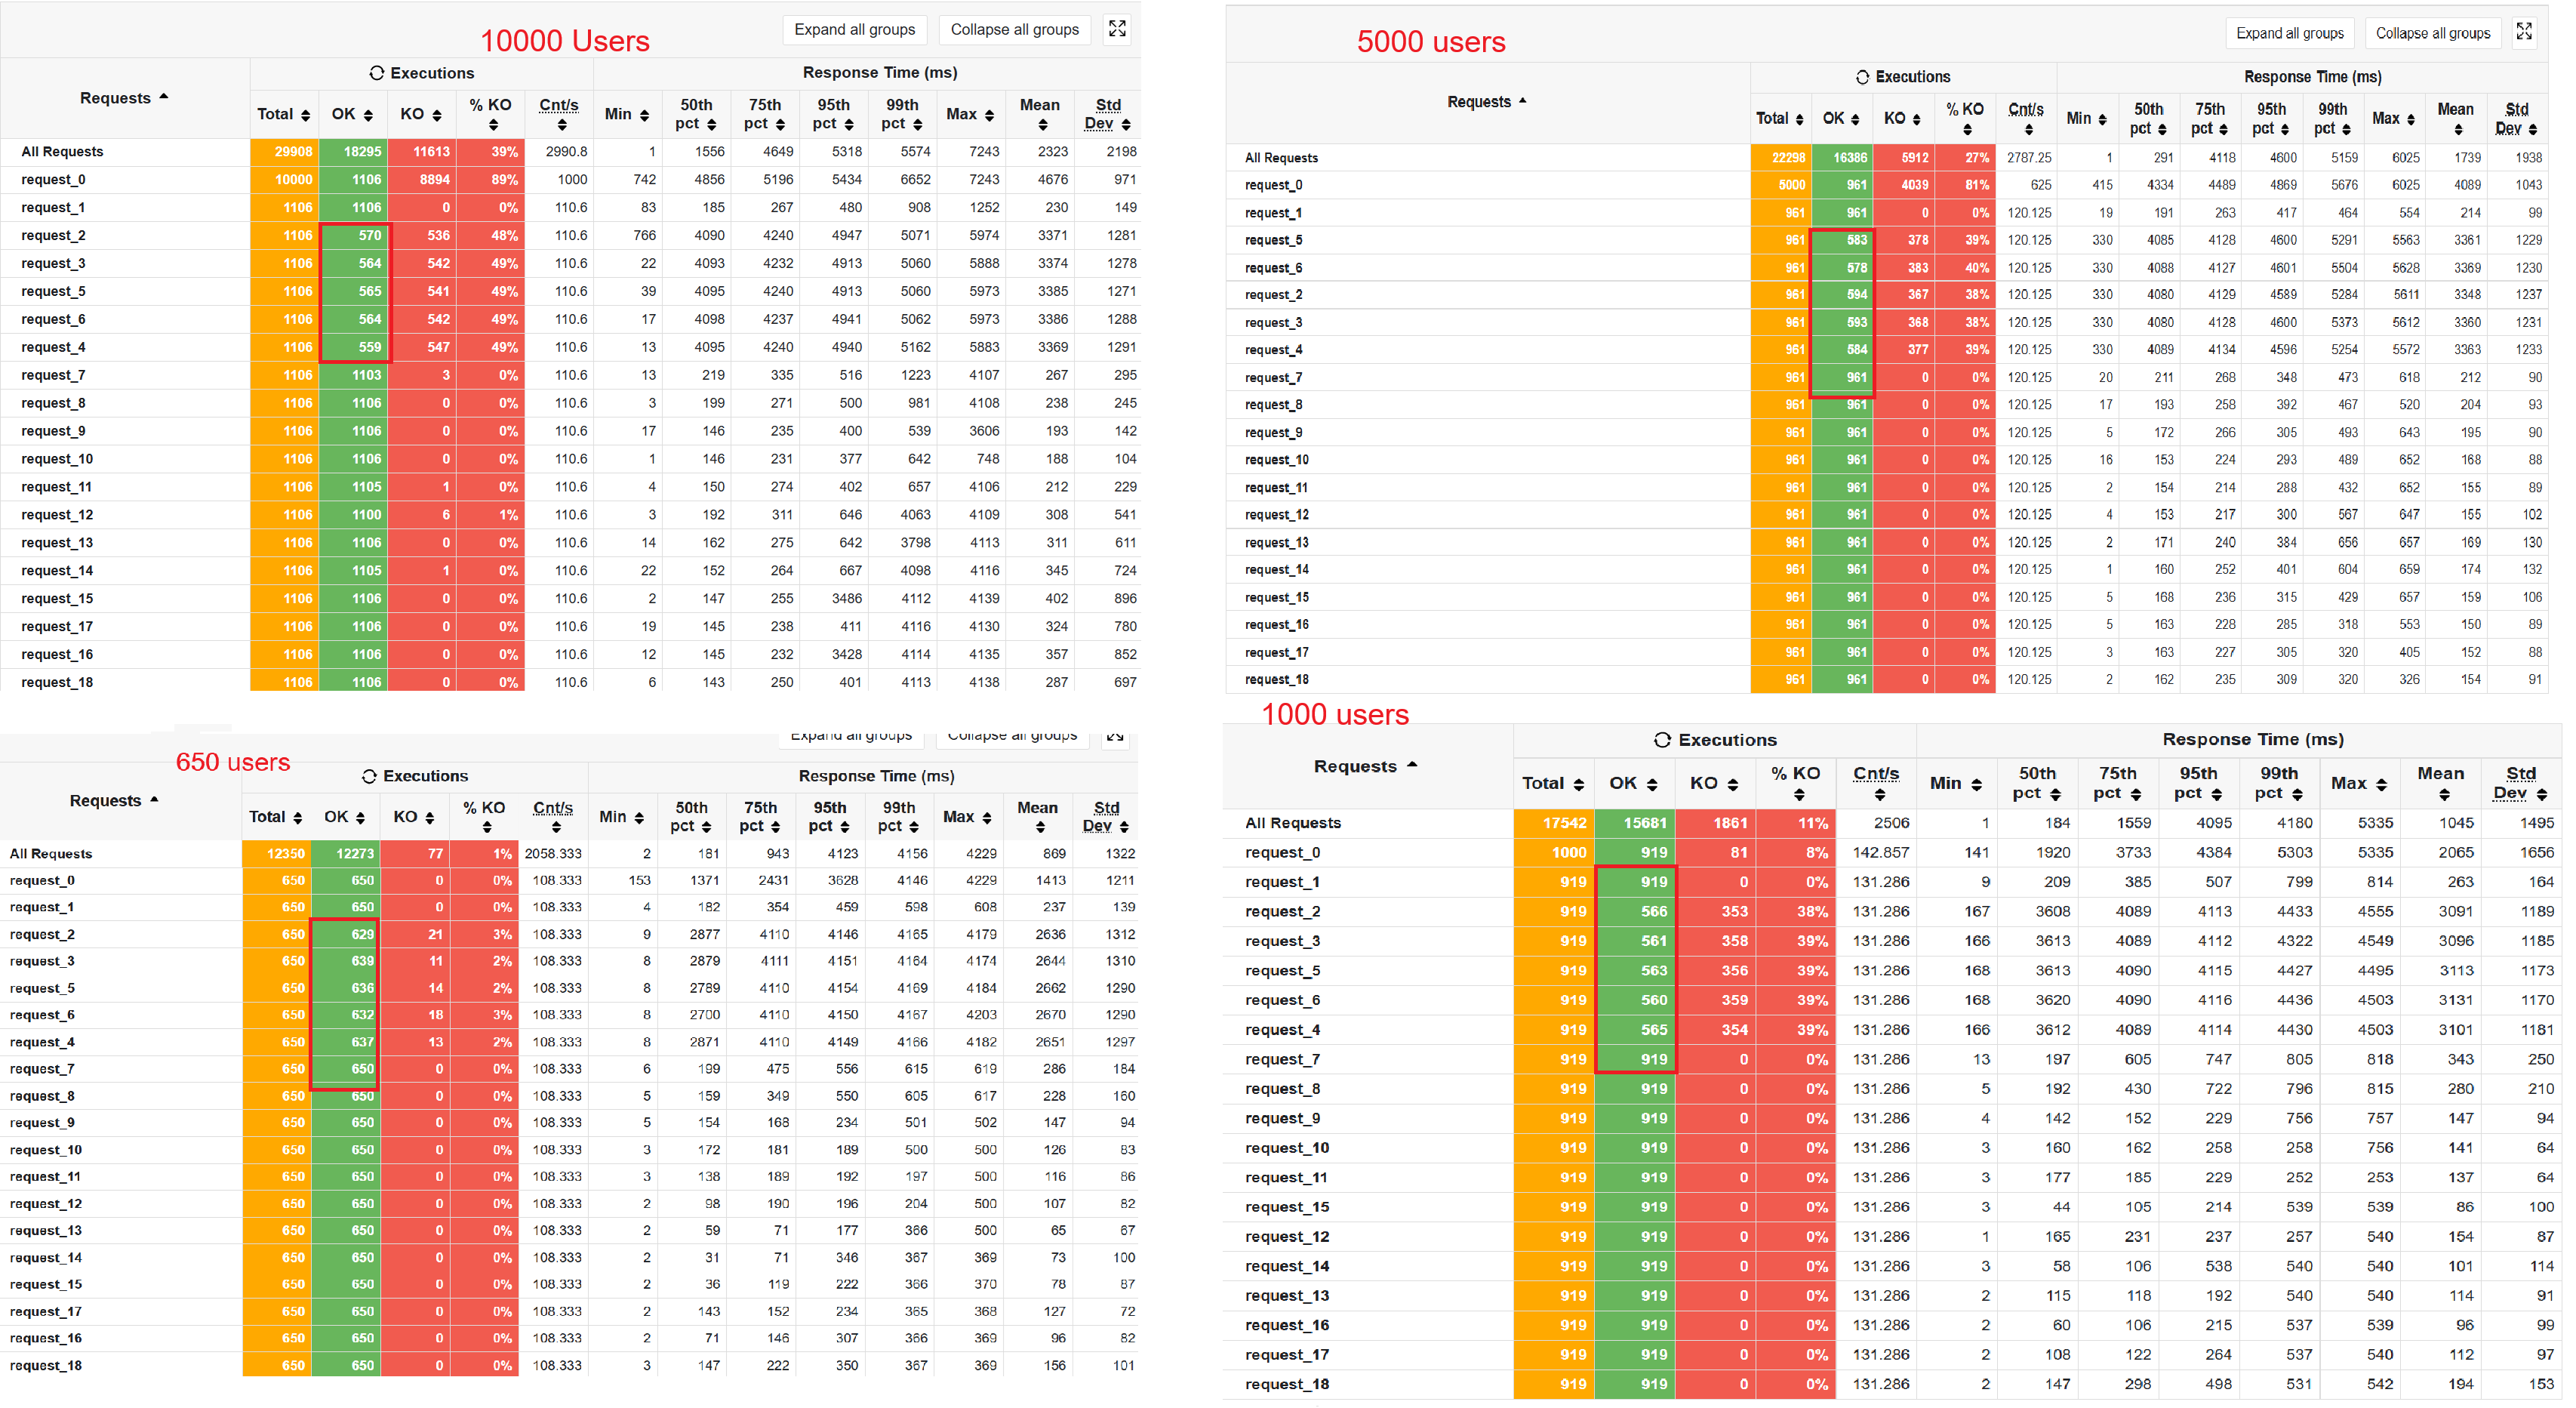 10000 Users
Expand all groups Collapse all groups
Requests Executions Response Time (ms)
Total OK KO % KO Cnt/s Min 50th pct 75th pct 95th pct 99th pct Max Mean Std Dev
All Requests 29908 18295 11613 39% 2990.8 1 1556 4649 5318 5574 7243 2323 2198
request_0 10000 1106 8894 89% 1000 742 4856 5196 5434 6652 7243 4676 971
request_1 1106 1106 0 0% 110.6 83 185 267 480 908 1252 230 149
request_2 1106 570 536 48% 110.6 766 4090 4240 4947 5071 5974 3371 1281
request_3 1106 564 542 49% 110.6 22 4093 4232 4913 5060 5888 3374 1278
request_5 1106 565 541 49% 110.6 39 4095 4240 4913 5060 5973 3385 1271
request_6 1106 564 542 49% 110.6 17 4098 4237 4941 5062 5973 3386 1288
request_4 1106 559 547 49% 110.6 13 4095 4240 4940 5162 5883 3369 1291
request_7 1106 1103 3 0% 110.6 13 219 335 516 1223 4107 267 295
request_8 1106 1106 0 0% 110.6 3 199 271 500 981 4108 238 245
request_9 1106 1106 0 0% 110.6 17 146 235 400 539 3606 193 142
request_10 1106 1106 0 0% 110.6 1 146 231 377 642 748 188 104
request_11 1106 1105 1 0% 110.6 4 150 274 402 657 4106 212 229
request_12 1106 1100 6 1% 110.6 3 192 311 646 4063 4109 308 541
request_13 1106 1106 0 0% 110.6 14 162 275 642 3798 4113 311 611
request_14 1106 1105 1 0% 110.6 22 152 264 667 4098 4116 345 724
request_15 1106 1106 0 0% 110.6 2 147 255 3486 4112 4139 402 896
request_17 1106 1106 0 0% 110.6 19 145 238 411 4116 4130 324 780
request_16 1106 1106 0 0% 110.6 12 145 232 3428 4114 4135 357 852
request_18 1106 1106 0 0% 110.6 6 143 250 401 4113 4138 287 697
5000 users
Expand all groups Collapse all groups
Requests Executions Response Time (ms)
Total OK KO % KO Cnt/s Min 50th pct 75th pct 95th pct 99th pct Max Mean Std Dev
All Requests 22298 16386 5912 27% 2787.25 1 291 4118 4600 5159 6025 1739 1938
request_0 5000 961 4039 81% 625 415 4334 4489 4869 5676 6025 4089 1043
request_1 961 961 0 0% 120.125 19 191 263 417 464 554 214 99
request_5 961 583 378 39% 120.125 330 4085 4128 4600 5291 5563 3361 1229
request_6 961 578 383 40% 120.125 330 4088 4127 4601 5504 5628 3369 1230
request_2 961 594 367 38% 120.125 330 4080 4129 4589 5284 5611 3348 1237
request_3 961 593 368 38% 120.125 330 4080 4128 4600 5373 5612 3360 1231
request_4 961 584 377 39% 120.125 330 4089 4134 4596 5254 5572 3363 1233
request_7 961 961 0 0% 120.125 20 211 268 348 473 618 212 90
request_8 961 961 0 0% 120.125 17 193 258 392 467 520 204 93
request_9 961 961 0 0% 120.125 5 172 266 305 493 643 195 90
request_10 961 961 0 0% 120.125 16 153 224 293 489 652 168 88
request_11 961 961 0 0% 120.125 2 154 214 288 432 652 155 89
request_12 961 961 0 0% 120.125 4 153 217 300 567 647 155 102
request_13 961 961 0 0% 120.125 2 171 240 384 656 657 169 130
request_14 961 961 0 0% 120.125 1 160 252 401 604 659 174 132
request_15 961 961 0 0% 120.125 5 168 236 315 429 657 159 106
request_16 961 961 0 0% 120.125 5 163 228 285 318 553 150 89
request_17 961 961 0 0% 120.125 3 163 227 305 320 405 152 88
request_18 961 961 0 0% 120.125 2 162 235 309 320 326 154 91
650 users
Expand all groups Collapse all groups
Requests Executions Response Time (ms)
Total OK KO % KO Cnt/s Min 50th pct 75th pct 95th pct 99th pct Max Mean Std Dev
All Requests 12350 12273 77 1% 2058.333 2 181 943 4123 4156 4229 869 1322
request_0 650 650 0 0% 108.333 153 1371 2431 3628 4146 4229 1413 1211
request_1 650 650 0 0% 108.333 4 182 354 459 598 608 237 139
request_2 650 629 21 3% 108.333 9 2877 4110 4146 4165 4179 2636 1312
request_3 650 639 11 2% 108.333 8 2879 4111 4151 4164 4174 2644 1310
request_5 650 636 14 2% 108.333 8 2789 4110 4154 4169 4184 2662 1290
request_6 650 632 18 3% 108.333 8 2700 4110 4150 4167 4203 2670 1290
request_4 650 637 13 2% 108.333 8 2871 4110 4149 4166 4182 2651 1297
request_7 650 650 0 0% 108.333 6 199 475 556 615 619 286 184
request_8 650 650 0 0% 108.333 5 159 349 550 605 617 228 160
request_9 650 650 0 0% 108.333 5 154 168 234 501 502 147 94
request_10 650 650 0 0% 108.333 3 172 181 189 500 500 126 83
request_11 650 650 0 0% 108.333 3 138 189 192 197 500 116 86
request_12 650 650 0 0% 108.333 2 98 190 196 204 500 107 82
request_13 650 650 0 0% 108.333 2 59 71 177 366 500 65 67
request_14 650 650 0 0% 108.333 2 31 71 346 367 369 73 100
request_15 650 650 0 0% 108.333 2 36 119 222 366 370 78 87
request_17 650 650 0 0% 108.333 2 143 152 234 365 368 127 72
request_16 650 650 0 0% 108.333 2 71 146 307 366 369 96 82
request_18 650 650 0 0% 108.333 3 147 222 350 367 369 156 101
1000 users
Requests Executions Response Time (ms)
Total OK KO % KO Cnt/s Min 50th pct 75th pct 95th pct 99th pct Max Mean Std Dev
All Requests 17542 15681 1861 11% 2506 1 184 1559 4095 4180 5335 1045 1495
request_0 1000 919 81 8% 142.857 141 1920 3733 4384 5303 5335 2065 1656
request_1 919 919 0 0% 131.286 9 209 385 507 799 814 263 164
request_2 919 566 353 38% 131.286 167 3608 4089 4113 4433 4555 3091 1189
request_3 919 561 358 39% 131.286 166 3613 4089 4112 4322 4549 3096 1185
request_5 919 563 356 39% 131.286 168 3613 4090 4115 4427 4495 3113 1173
request_6 919 560 359 39% 131.286 168 3620 4090 4116 4436 4503 3131 1170
request_4 919 565 354 39% 131.286 166 3612 4089 4114 4430 4503 3101 1181
request_7 919 919 0 0% 131.286 13 197 605 747 805 818 343 250
request_8 919 919 0 0% 131.286 5 192 430 722 796 815 280 210
request_9 919 919 0 0% 131.286 4 142 152 229 756 757 147 94
request_10 919 919 0 0% 131.286 3 160 162 258 258 756 141 64
request_11 919 919 0 0% 131.286 3 177 185 229 252 253 137 64
request_15 919 919 0 0% 131.286 3 44 105 214 539 539 86 100
request_12 919 919 0 0% 131.286 1 165 231 237 257 540 154 87
request_14 919 919 0 0% 131.286 3 58 106 538 540 540 101 114
request_13 919 919 0 0% 131.286 2 115 118 192 540 540 114 91
request_16 919 919 0 0% 131.286 2 60 106 215 537 539 96 99
request_17 919 919 0 0% 131.286 2 108 122 264 537 540 112 97
request_18 919 919 0 0% 131.286 2 147 298 498 531 542 194 153